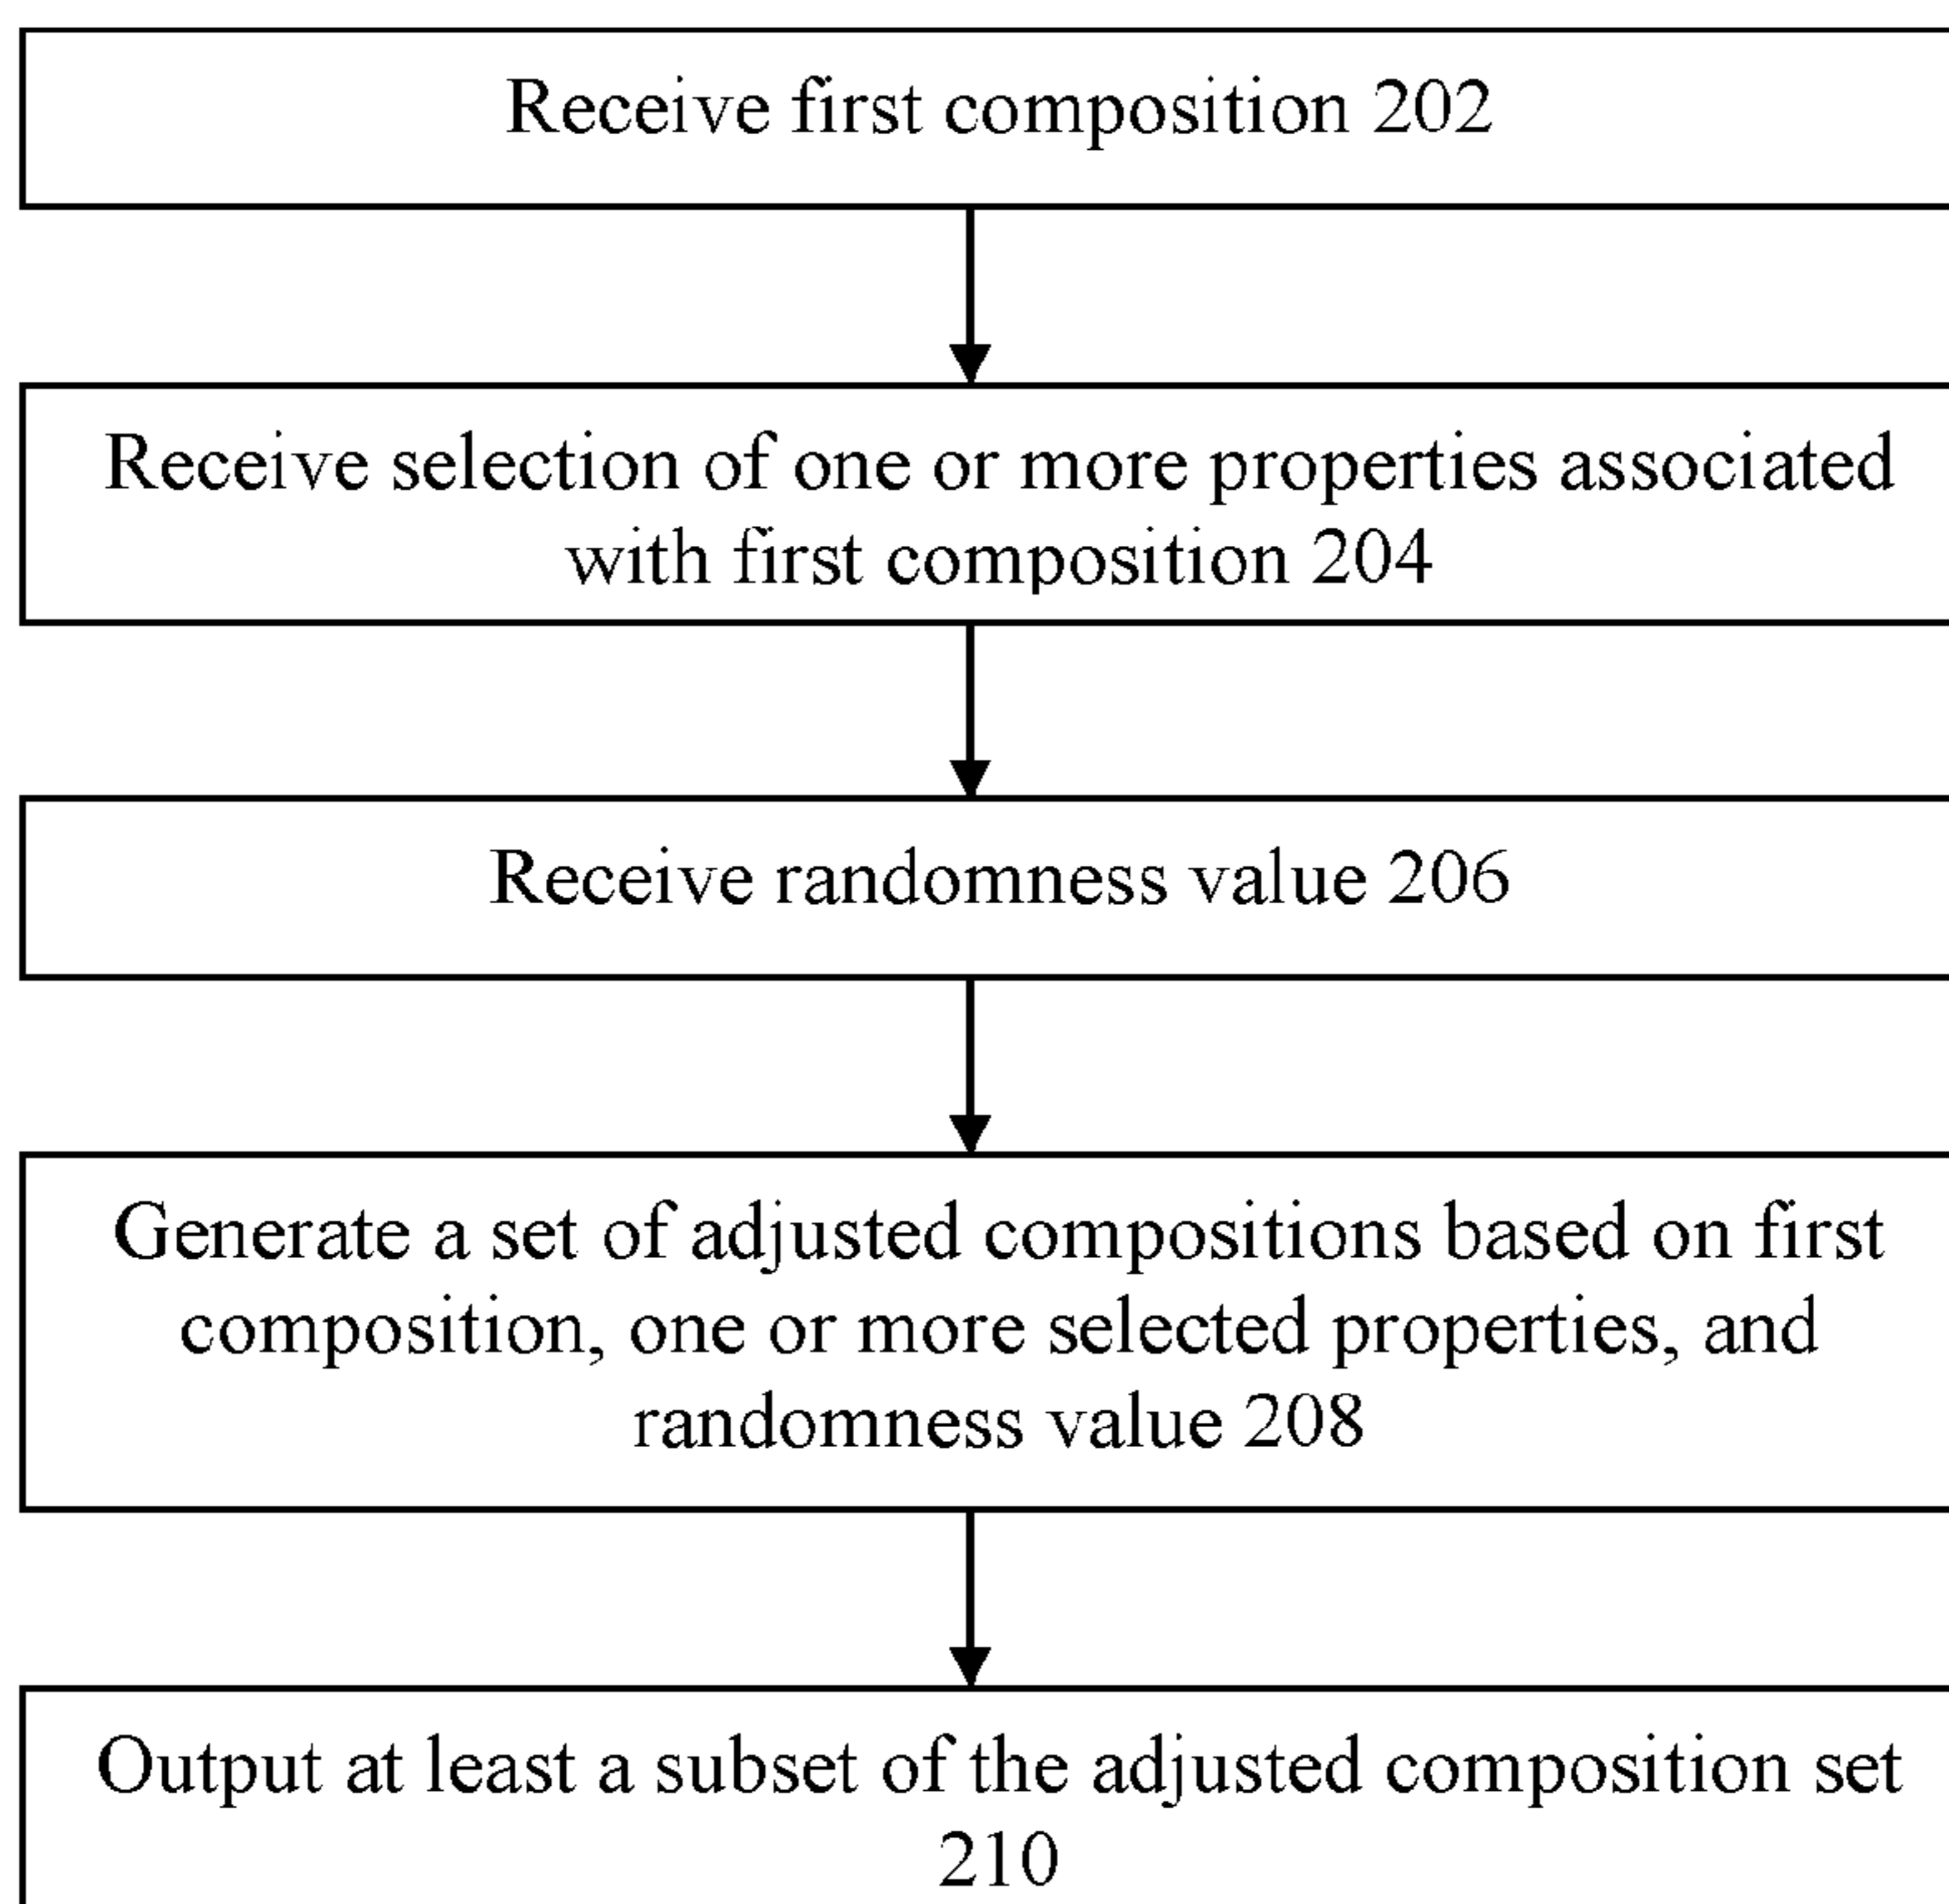 Receive first composition 202
Receive selection of one or more properties associated
with first composition 204
Receive randomness value 206
Generate a set of adjusted compositions based on first
composition, one or more selected properties, and
randomness value 208
Output at least a subset of the adjusted composition set
210